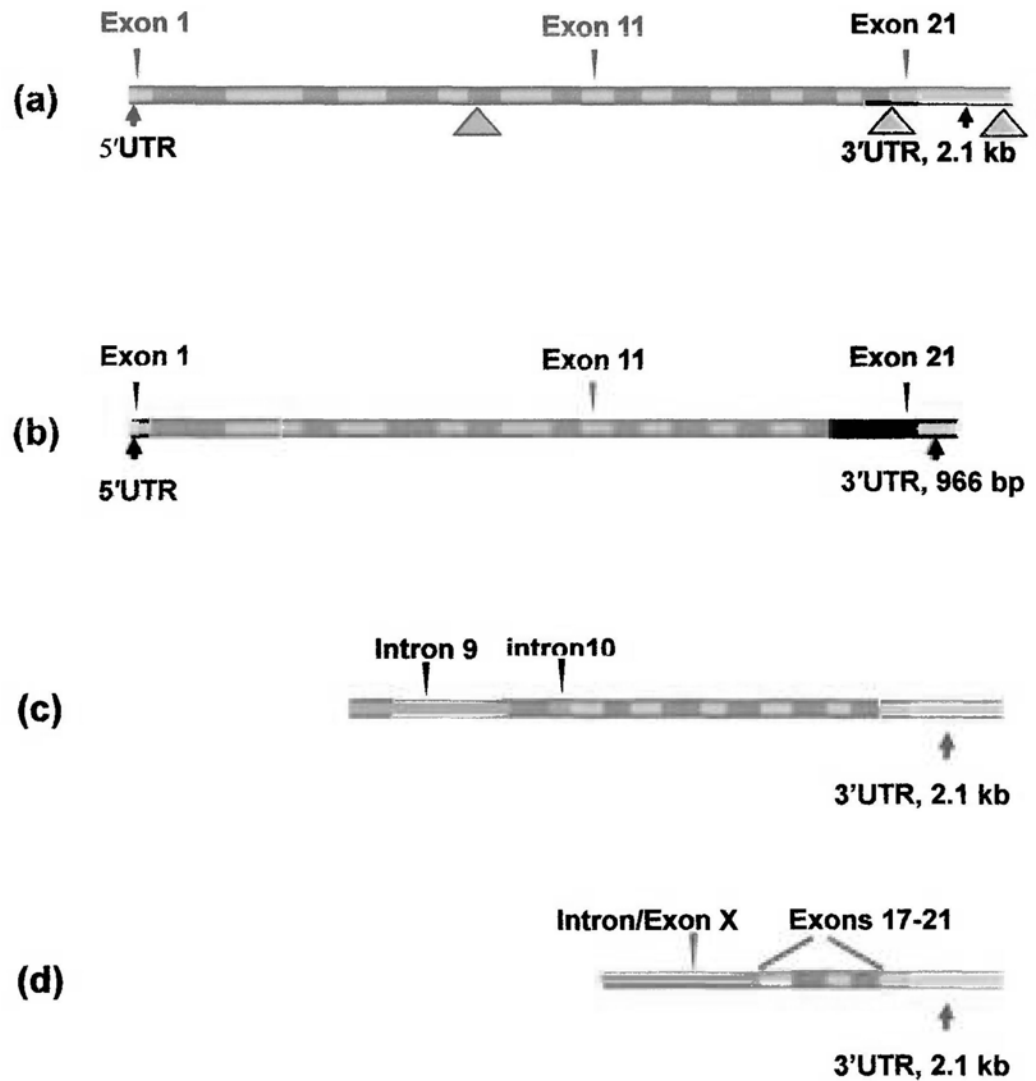 Exon 1 Exon 11 Exon 21
(a)
5′UTR 3′UTR, 2.1 kb
Exon 1 Exon 11 Exon 21
(b)
5′UTR 3′UTR, 966 bp
Intron 9 intron10
(c)
3’UTR, 2.1 kb
Intron/Exon X Exons 17-21
(d)
3’UTR, 2.1 kb